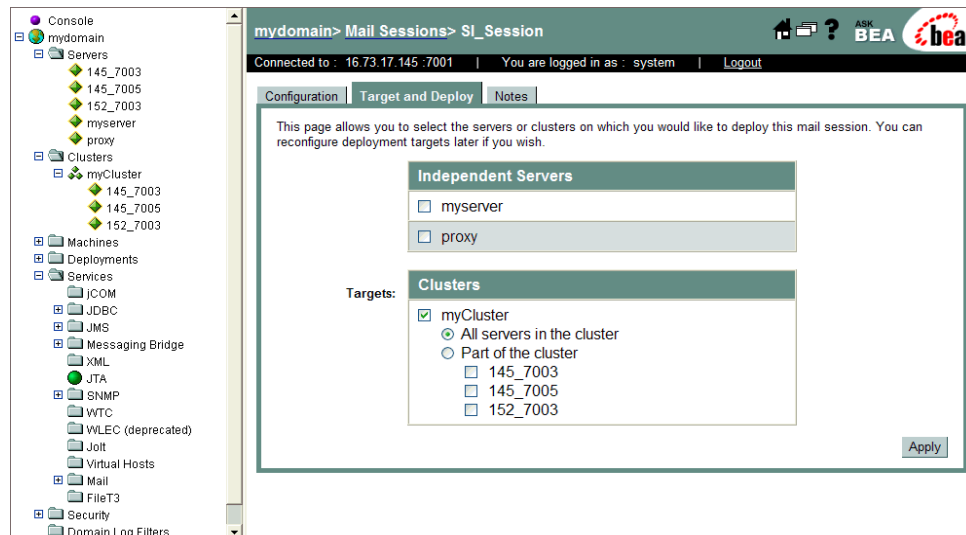 Console
mydomain
Servers
145_7003
145_7005
152_7003
myserver
proxy
Clusters
myCluster
145_7003
145_7005
152_7003
Machines
Deployments
Services
jCOM
JDBC
JMS
Messaging Bridge
XML
JTA
SNMP
WTC
WLEC (deprecated)
Jolt
Virtual Hosts
Mail
FileT3
Security
Domain Log Filters
mydomain> Mail Sessions> SI_Session
? ASK BEA bea
Connected to : 16.73.17.145 :7001 | You are logged in as : system | Logout
Configuration Target and Deploy Notes
This page allows you to select the servers or clusters on which you would like to deploy this mail session. You can
reconfigure deployment targets later if you wish.
Independent Servers
myserver
proxy
Targets:
Clusters
myCluster
All servers in the cluster
Part of the cluster
145_7003
145_7005
152_7003
Apply